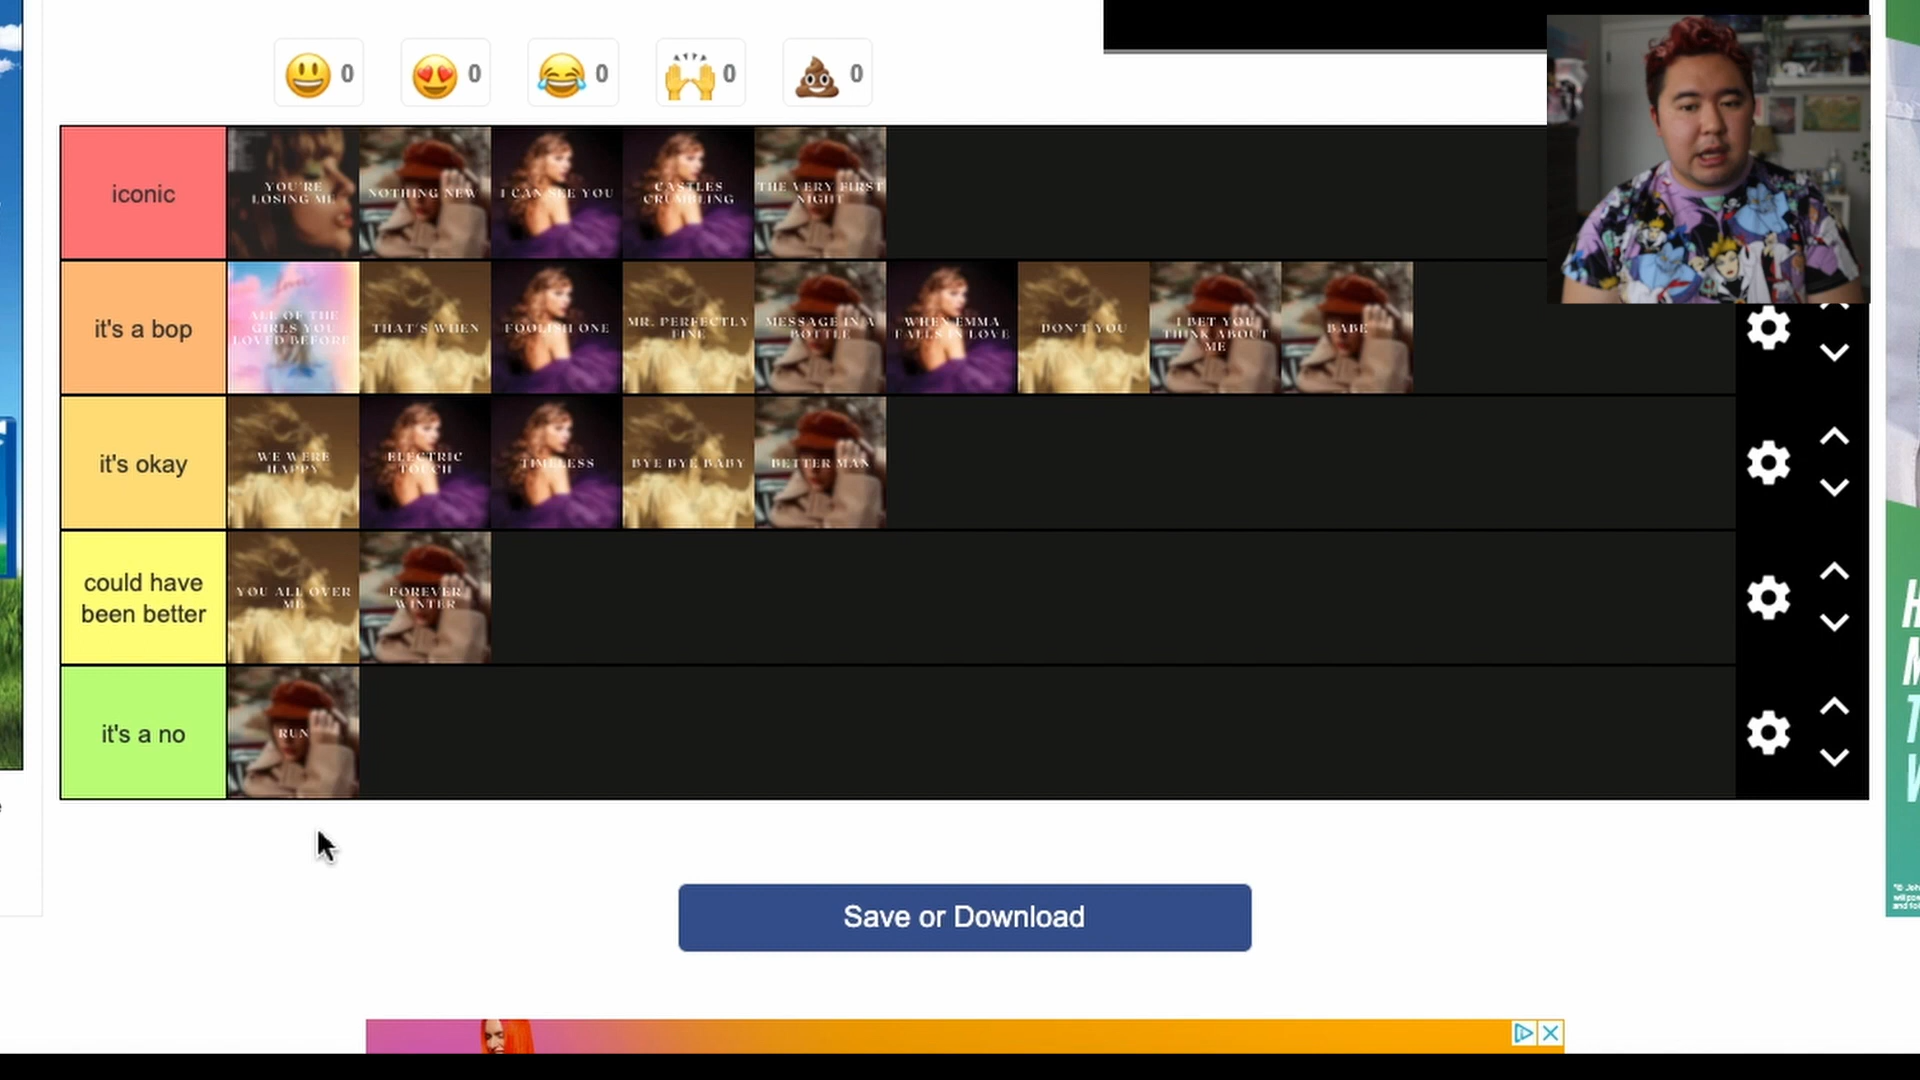 0
0
0
0
0
iconic
YOU'RE
LOSING ME
NOTHING NEW
I CAN SEE YOU
CASTLES
CRUMBLING
THE VERY FIRST
NIGHT
it's a bop
ALL OF THE
GIRLS YOU
LOVED BEFORE
THAT'S WHEN
FOOLISH ONE
MR. PERFECTLY
FINE
MESSAGE IN A
BOTTLE
WHEN EMMA
FALLS IN LOVE
DON'T YOU
I BET YOU
THINK ABOUT
ME
BABE
it's okay
WE WERE
HAPPY
ELECTRIC
TOUCH
TIMELESS
BYE BYE BABY
BETTER MAN
could have
been better
YOU ALL OVER
ME
FOREVER
WINTER
it's a no
RUN
Save or Download